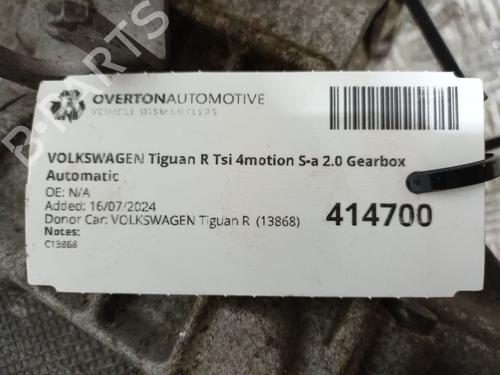 OVERTONAUTOMOTIVE
VEHICLE DISMANTLERS
VOLKSWAGEN Tiguan R Tsi 4motion S-a 2.0 Gearbox
Automatic
OE: N/A
Added: 16/07/2024
Donor Car: VOLKSWAGEN Tiguan R (13868)
414700
Notes:
C13868
B-PARTS